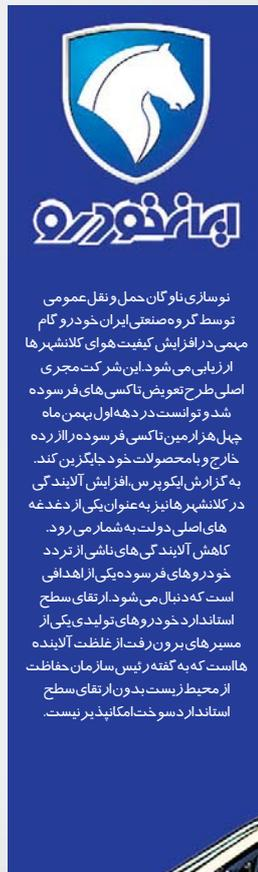 ایران خودرو
نوسازی ناوگان حمل و نقل عمومی
توسط گروه صنعتی ایران خودرو گام
مهمی در افزایش کیفیت هوای کلانشهرها
ارزیابی می شود. این شرکت مجری
اصلی طرح تعویض تاکسی های فرسوده
شد و توانست در دهه اول بهمن ماه
چهل هزارمین تاکسی فرسوده را از رده
خارج و با محصولات خود جایگزین کند.
به گزارش ایکوپرس، افزایش آلایندگی
در کلانشهرها نیز به عنوان یکی از دغدغه
های اصلی دولت به شمار می رود.
کاهش آلایندگی های ناشی از تردد
خودروهای فرسوده یکی از اهدافی
است که دنبال می شود. ارتقای سطح
استاندارد خودروهای تولیدی یکی از
مسیرهای برون رفت از غلظت آلاینده
هااست که به گفته رئیس سازمان حفاظت
از محیط زیست بدون ارتقای سطح
استاندارد سوخت امکانپذیر نیست.